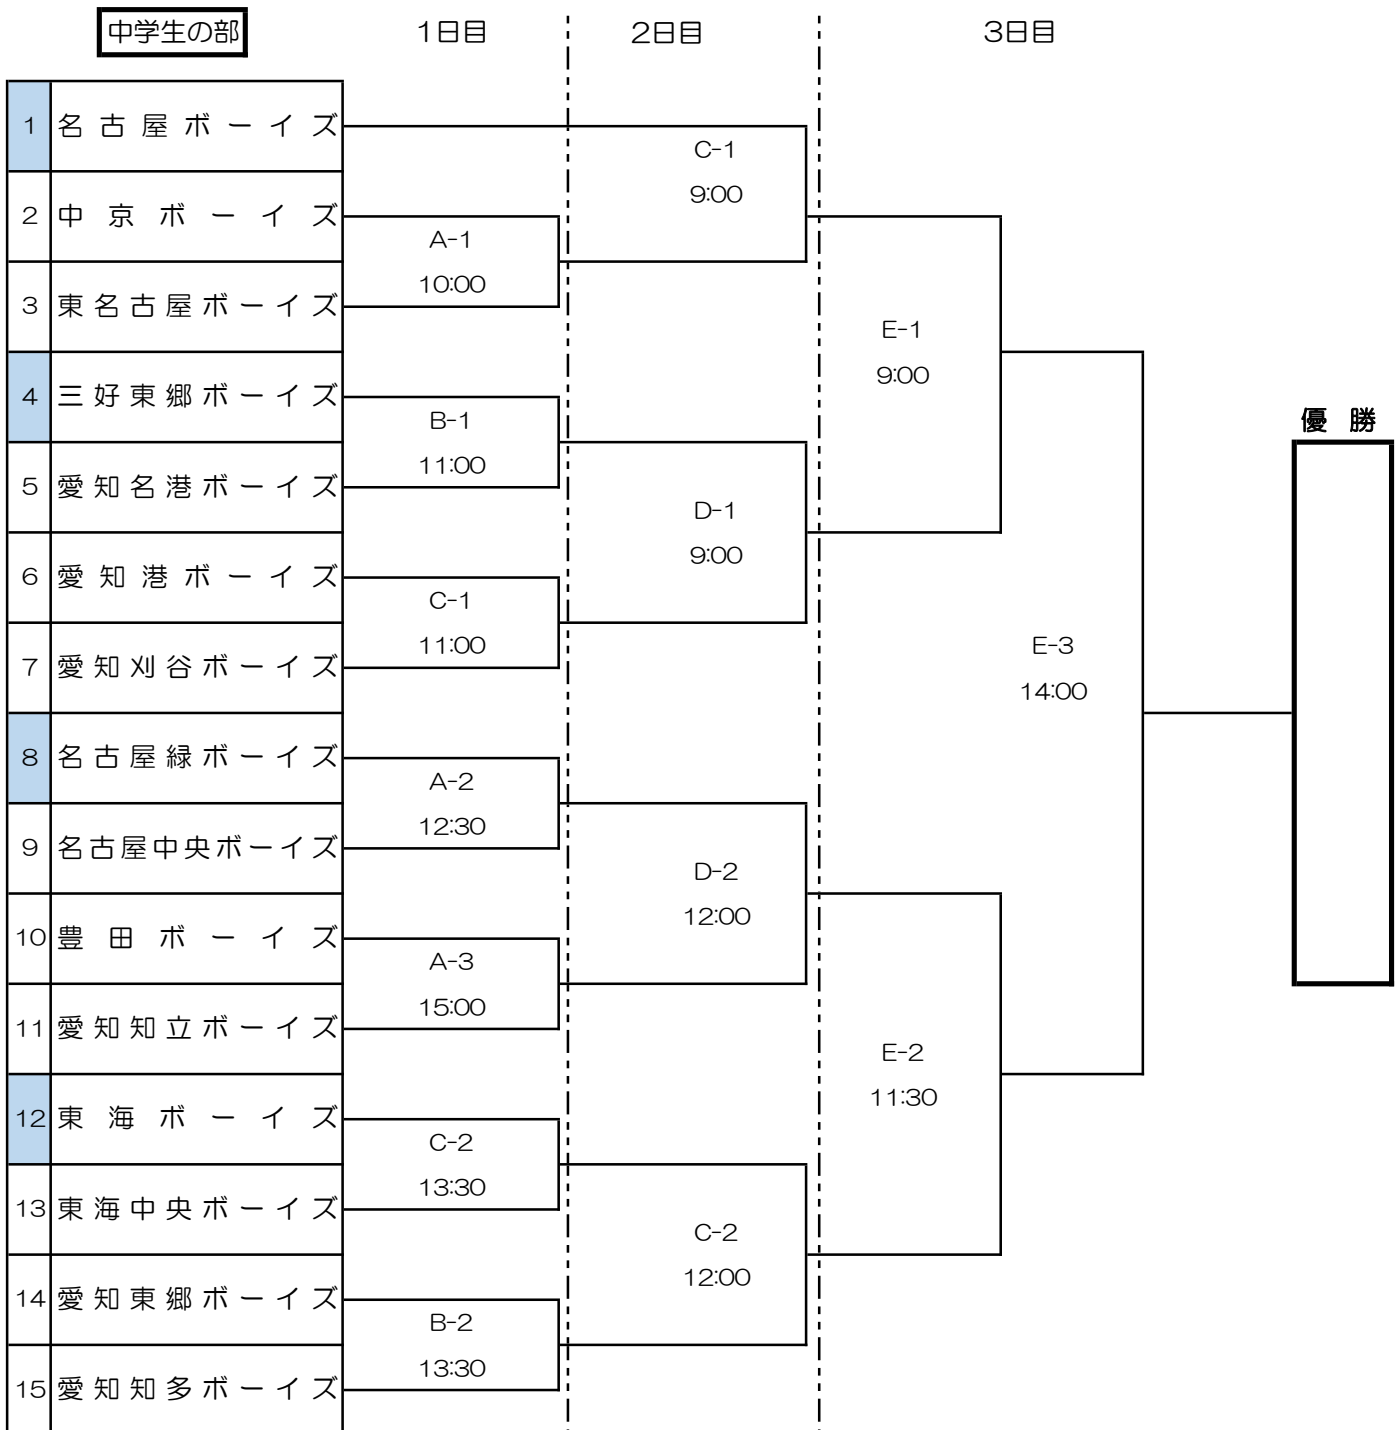 中学生の部 1日目 2日目 3日目
1 名古屋ボーイズ
C-1
9:00
2 中京ボーイズ
A-1
10:00
3 東名古屋ボーイズ
E-1
9:00
4 三好東郷ボーイズ
B-1
11:00
優勝
5 愛知名港ボーイズ
D-1
9:00
6 愛知港ボーイズ
C-1
11:00
7 愛知刈谷ボーイズ
E-3
14:00
8 名古屋緑ボーイズ
A-2
12:30
9 名古屋中央ボーイズ
D-2
12:00
10 豊田ボーイズ
A-3
15:00
11 愛知知立ボーイズ
E-2
11:30
12 東海ボーイズ
C-2
13:30
13 東海中央ボーイズ
C-2
12:00
14 愛知東郷ボーイズ
B-2
13:30
15 愛知知多ボーイズ